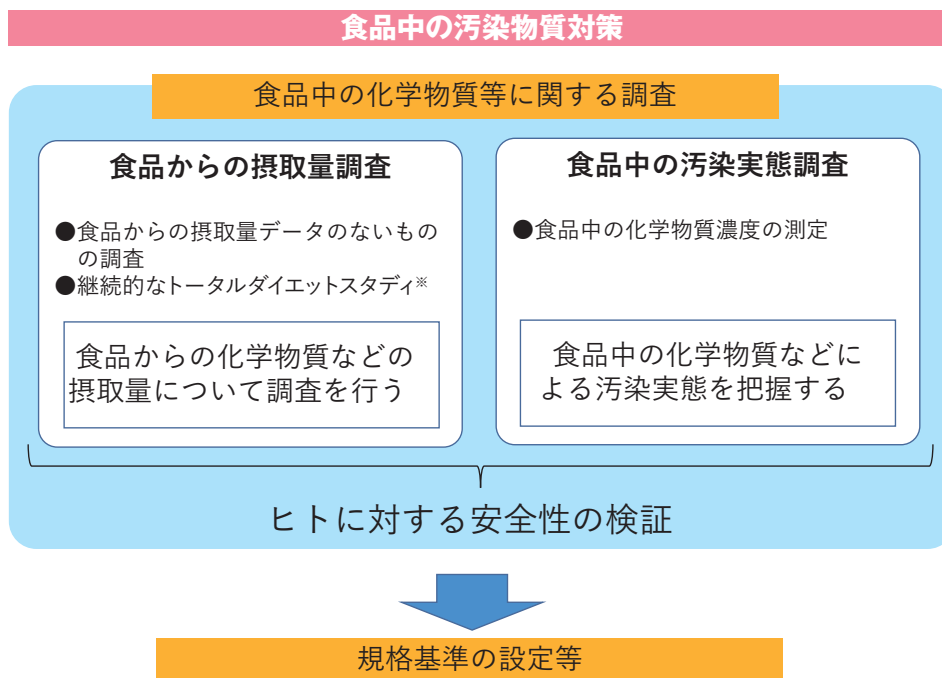 食品中の汚染物質対策
食品中の化学物質等に関する調査
食品からの摂取量調査
●食品からの摂取量データのないもの
の調査
●継続的なトータルダイエットスタディ※
食品からの化学物質などの
摂取量について調査を行う
食品中の汚染実態調査
●食品中の化学物質濃度の測定
食品中の化学物質などに
よる汚染実態を把握する
ヒトに対する安全性の検証
規格基準の設定等